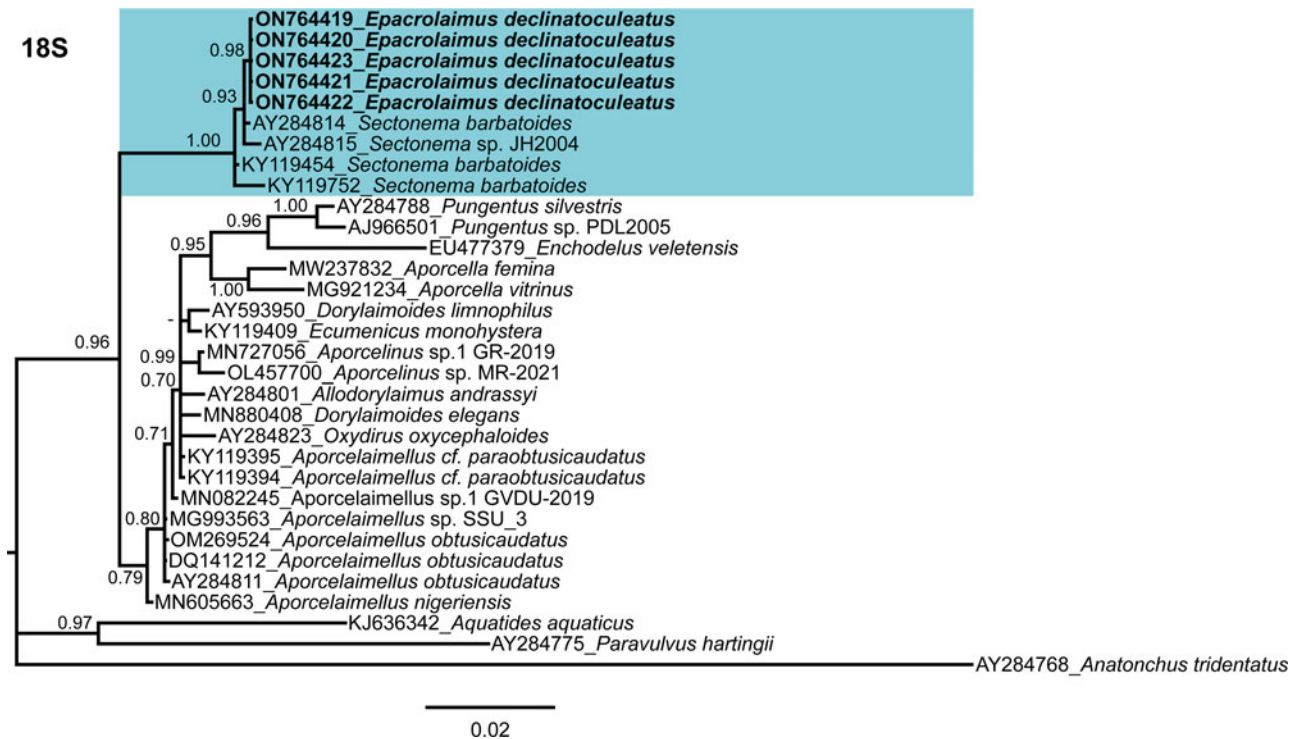 18S
ON764419_Epacrolaimus declinatoculeatus
ON764420_Epacrolaimus declinatoculeatus
0.98
ON764423_Epacrolaimus declinatoculeatus
ON764421_Epacrolaimus declinatoculeatus
0.93
ON764422_Epacrolaimus declinatoculeatus
AY284814_Sectonema barbatoides
1.00
AY284815_Sectonema sp. JH2004
KY119454_Sectonema barbatoides
KY119752_Sectonema barbatoides
1.00
AY284788_Pungentus silvestris
0.96
AJ966501_Pungentus sp. PDL2005
0.95
EU477379_Enchodelus veletensis
MW237832_Aporcella femina
1.00
MG921234_Aporcella vitrinus
AY593950_Dorylaimoides limnophilus
-
KY119409_Ecumenicus monohystera
0.96
0.99
MN727056_Aporcelinus sp.1 GR-2019
OL457700_Aporcelinus sp. MR-2021
0.70
AY284801_Allodorylaimus andrassyi
MN880408_Dorylaimoides elegans
0.71
AY284823_Oxydirus oxycephaloides
KY119395_Aporcelaimellus cf. paraobtusicaudatus
KY119394_Aporcelaimellus cf. paraobtusicaudatus
MN082245_Aporcelaimellus sp.1 GVDU-2019
0.80
MG993563_Aporcelaimellus sp. SSU_3
OM269524_Aporcelaimellus obtusicaudatus
DQ141212_Aporcelaimellus obtusicaudatus
0.79
AY284811_Aporcelaimellus obtusicaudatus
MN605663_Aporcelaimellus nigeriensis
0.97
KJ636342_Aquatides aquaticus
AY284775_Paravulvus hartingii
AY284768_Anatonchus tridentatus
0.02